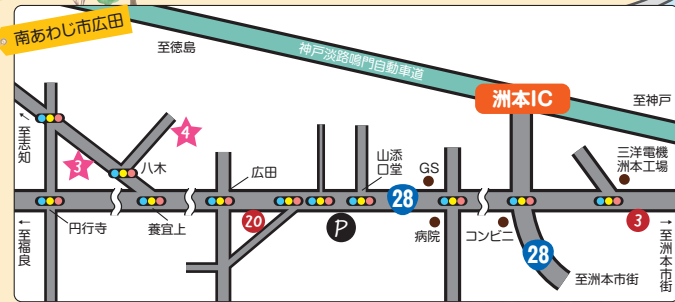 南あわじ市広田
至徳島
神戸淡路鳴門自動車道
洲本IC
至神戸
←至志知
3
4
八木
広田
山添
口堂
GS
28
三洋電機
洲本工場
円行寺
養宜上
20
P
病院
コンビニ
28
3
←至福良
至洲本市街
→至洲本市街